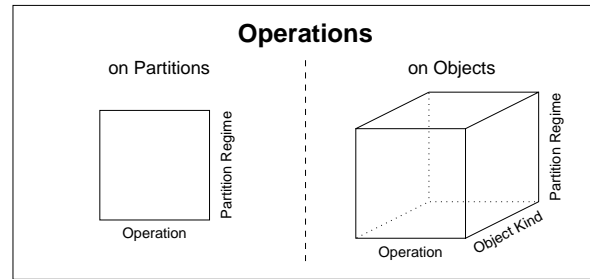 Operations
on Partitions
on Objects
Partition Regime
Operation
Partition Regime
Object Kind
Operation